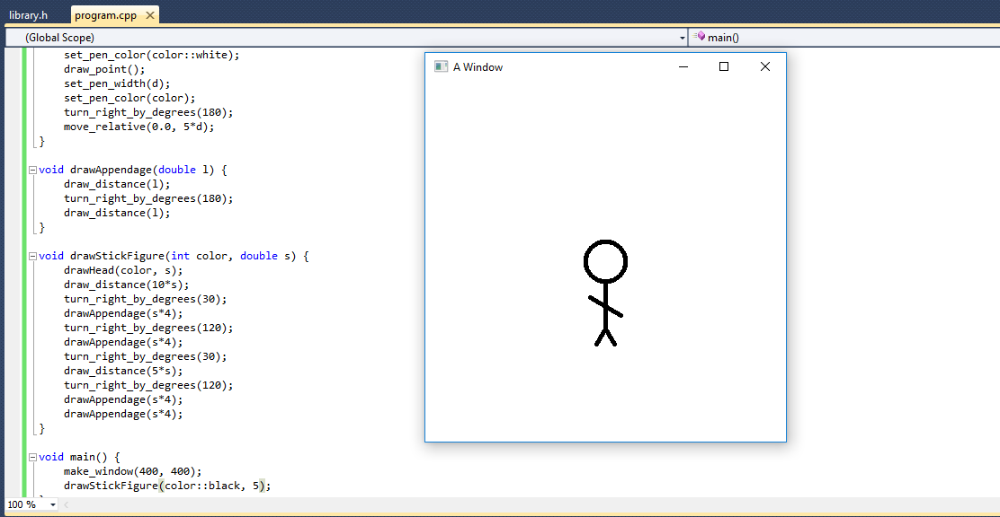 library.h program.cpp
(Global Scope) main()
set_pen_color(color::white);
draw_point();
set_pen_width(d);
set_pen_color(color);
turn_right_by_degrees(180);
move_relative(0.0, 5*d);
}
void drawAppendage(double l) {
draw_distance(l);
turn_right_by_degrees(180);
draw_distance(l);
}
void drawStickFigure(int color, double s) {
drawHead(color, s);
draw_distance(10*s);
turn_right_by_degrees(30);
drawAppendage(s*4);
turn_right_by_degrees(120);
drawAppendage(s*4);
turn_right_by_degrees(30);
draw_distance(5*s);
turn_right_by_degrees(120);
drawAppendage(s*4);
drawAppendage(s*4);
}
void main() {
make_window(400, 400);
drawStickFigure(color::black, 5);
100 %
A Window